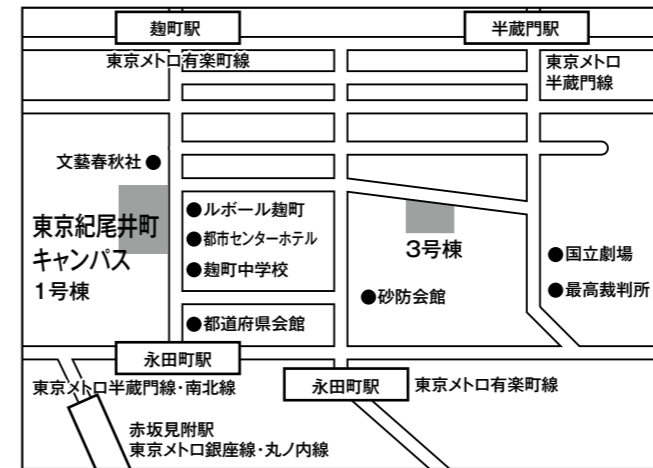 麹町駅
半蔵門駅
東京メトロ有楽町線
東京メトロ
半蔵門線
文藝春秋社
東京紀尾井町
キャンパス
1号棟
ルポール麹町
都市センターホテル
麹町中学校
都道府県会館
3号棟
砂防会館
国立劇場
最高裁判所
永田町駅
東京メトロ半蔵門線・南北線
永田町駅
東京メトロ有楽町線
赤坂見附駅
東京メトロ銀座線・丸ノ内線